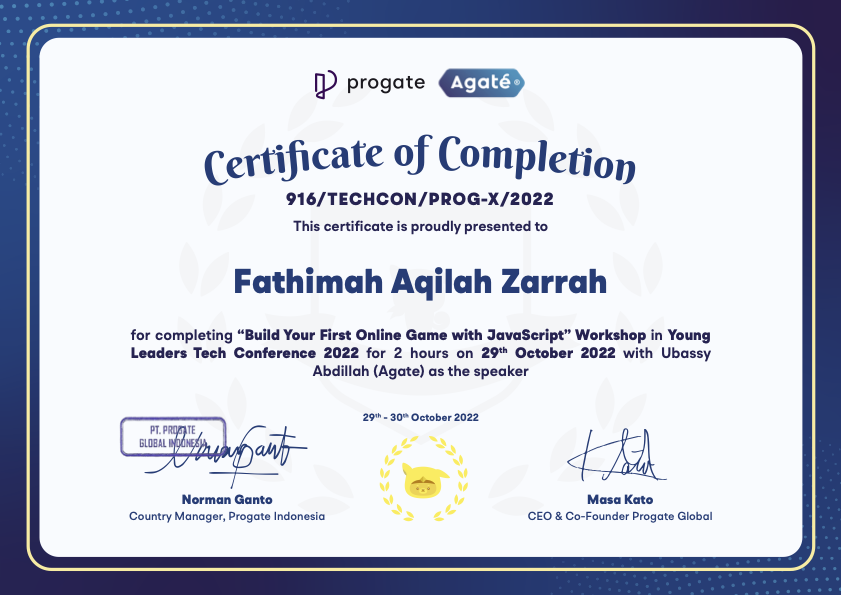 progate Agaté®
Certificate of Completion
916/TECHCON/PROG-X/2022
This certificate is proudly presented to
Fathimah Aqilah Zarrah
for completing “Build Your First Online Game with JavaScript” Workshop in Young
Leaders Tech Conference 2022 for 2 hours on 29th October 2022 with Ubassy
Abdillah (Agate) as the speaker
29th - 30th October 2022
PT. PROGATE
GLOBAL INDONESIA
Norman Ganto
Country Manager, Progate Indonesia
Masa Kato
CEO & Co-Founder Progate Global